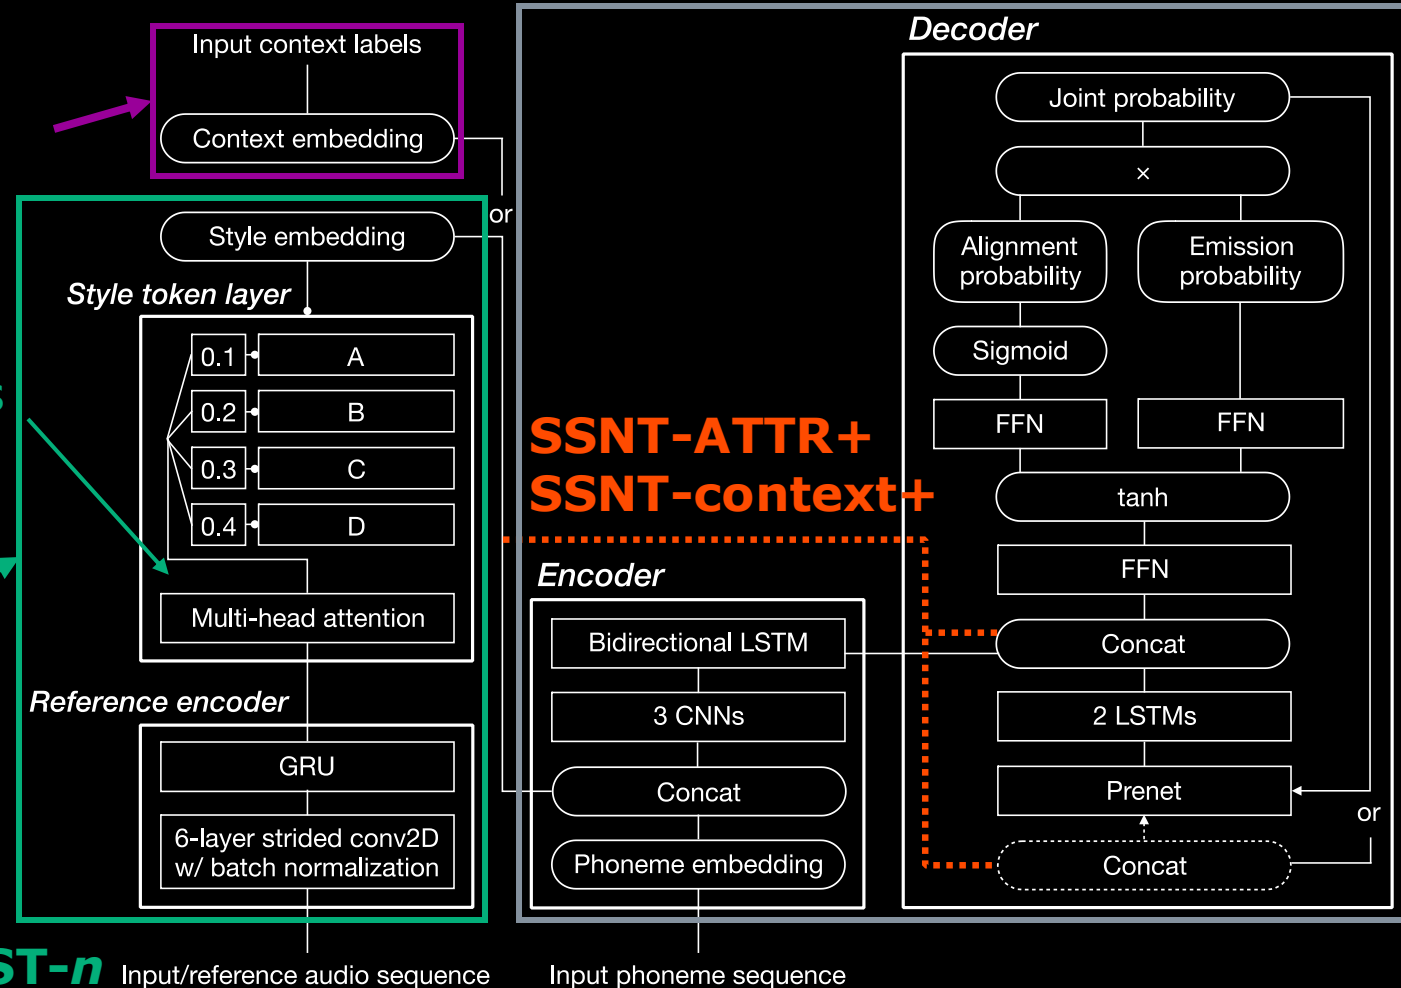 Input context labels
Context embedding
or
Style embedding
Style token layer
0.1 A
0.2 B
0.3 C
0.4 D
Multi-head attention
Reference encoder
GRU
6-layer strided conv2D
w/ batch normalization
Input/reference audio sequence
SSNT-ATTR+
SSNT-context+
Encoder
Bidirectional LSTM
3 CNNs
Concat
Phoneme embedding
Input phoneme sequence
Decoder
Joint probability
×
Alignment
probability
Emission
probability
Sigmoid
FFN
FFN
tanh
FFN
Concat
2 LSTMs
Prenet
or
Concat
ST-n